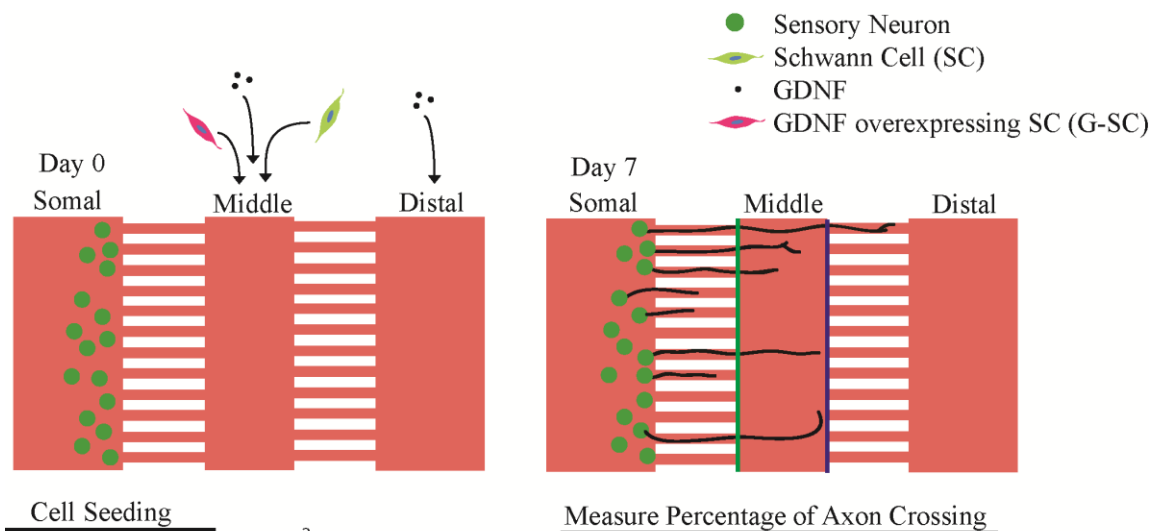 Sensory Neuron
Schwann Cell (SC)
GDNF
GDNF overexpressing SC (G-SC)
Day 0
Somal Middle Distal
Day 7
Somal Middle Distal
Cell Seeding
Measure Percentage of Axon Crossing